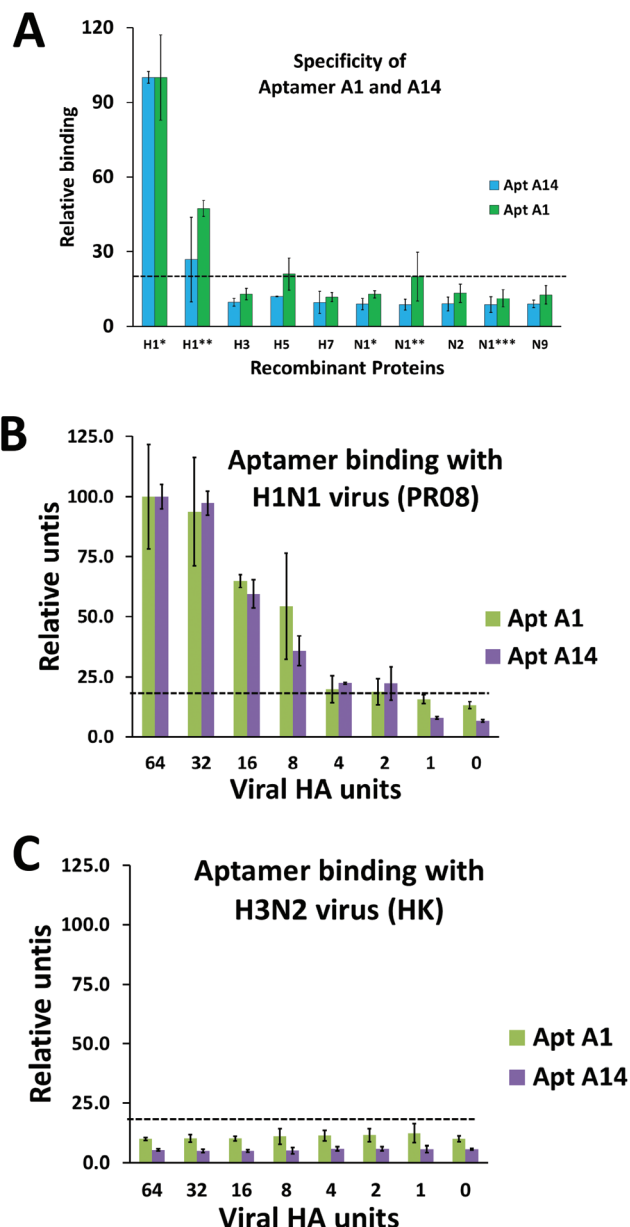 A
120
90
60
30
0
Relative binding
Specificity of
Aptamer A1 and A14
Apt A14
Apt A1
H1* H1** H3 H5 H7 N1* N1** N2 N1*** N9
Recombinant Proteins
B
125.0
100.0
75.0
50.0
25.0
0.0
Relative untis
Aptamer binding with
H1N1 virus (PR08)
Apt A1
Apt A14
64 32 16 8 4 2 1 0
Viral HA units
C
125.0
100.0
75.0
50.0
25.0
0.0
Relative untis
Aptamer binding with
H3N2 virus (HK)
Apt A1
Apt A14
64 32 16 8 4 2 1 0
Viral HA units